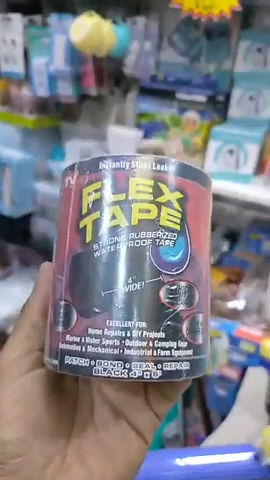 Instantly Stops Leaks!
FLEX
TAPE
STRONG RUBBERIZED
WATERPROOF TAPE
4"
WIDE!
EXCELLENT FOR:
Home Repairs & DIY Projects
Marine & Water Sports • Outdoor & Camping Gear
Automotive & Mechanical • Industrial & Farm Equipment
PATCH • BOND • SEAL • REPAIR
BLACK 4" x 5'